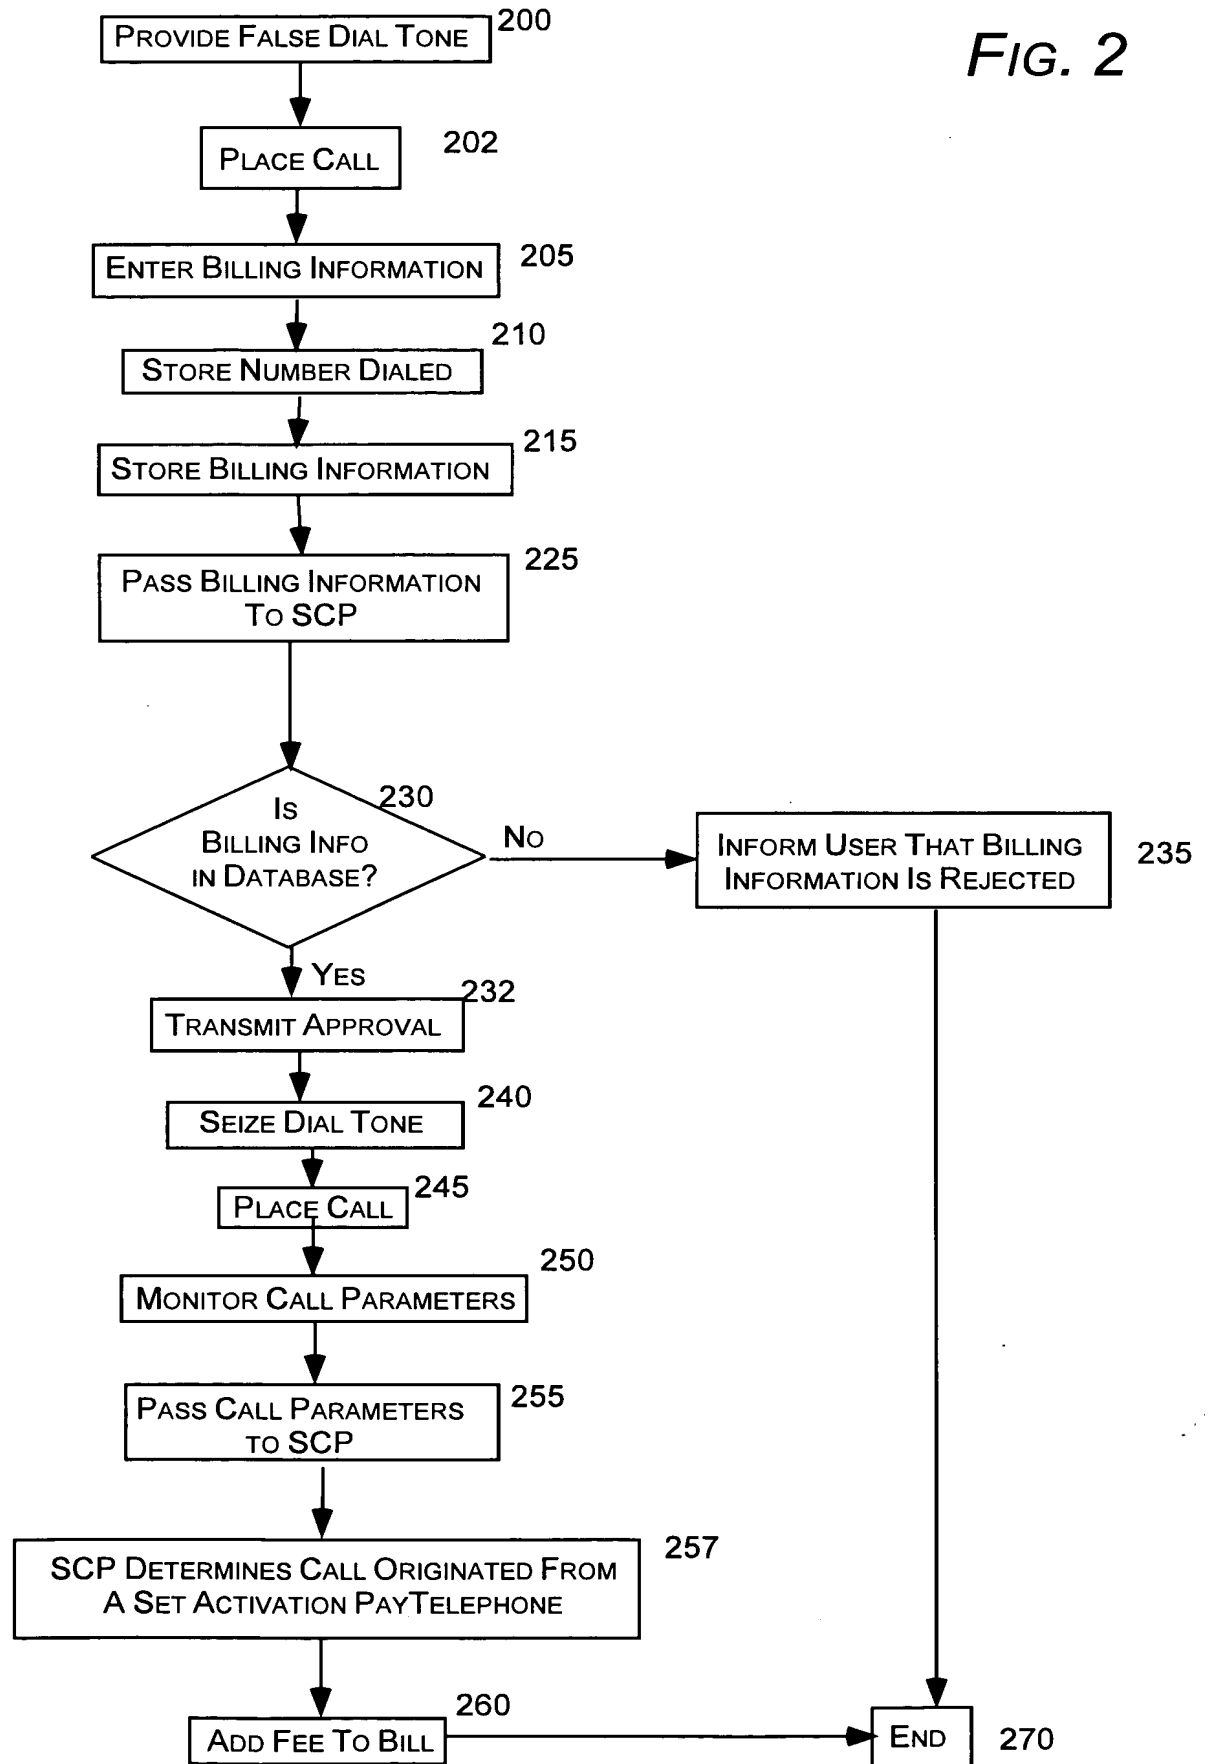 FIG. 2
PROVIDE FALSE DIAL TONE 200
PLACE CALL 202
ENTER BILLING INFORMATION 205
STORE NUMBER DIALED 210
STORE BILLING INFORMATION 215
PASS BILLING INFORMATION 225
TO SCP
IS 230
BILLING INFO
IN DATABASE?
NO
INFORM USER THAT BILLING 235
INFORMATION IS REJECTED
YES
TRANSMIT APPROVAL 232
SEIZE DIAL TONE 240
PLACE CALL 245
MONITOR CALL PARAMETERS 250
PASS CALL PARAMETERS 255
TO SCP
SCP DETERMINES CALL ORIGINATED FROM 257
A SET ACTIVATION PAYTELEPHONE
ADD FEE TO BILL 260
END 270